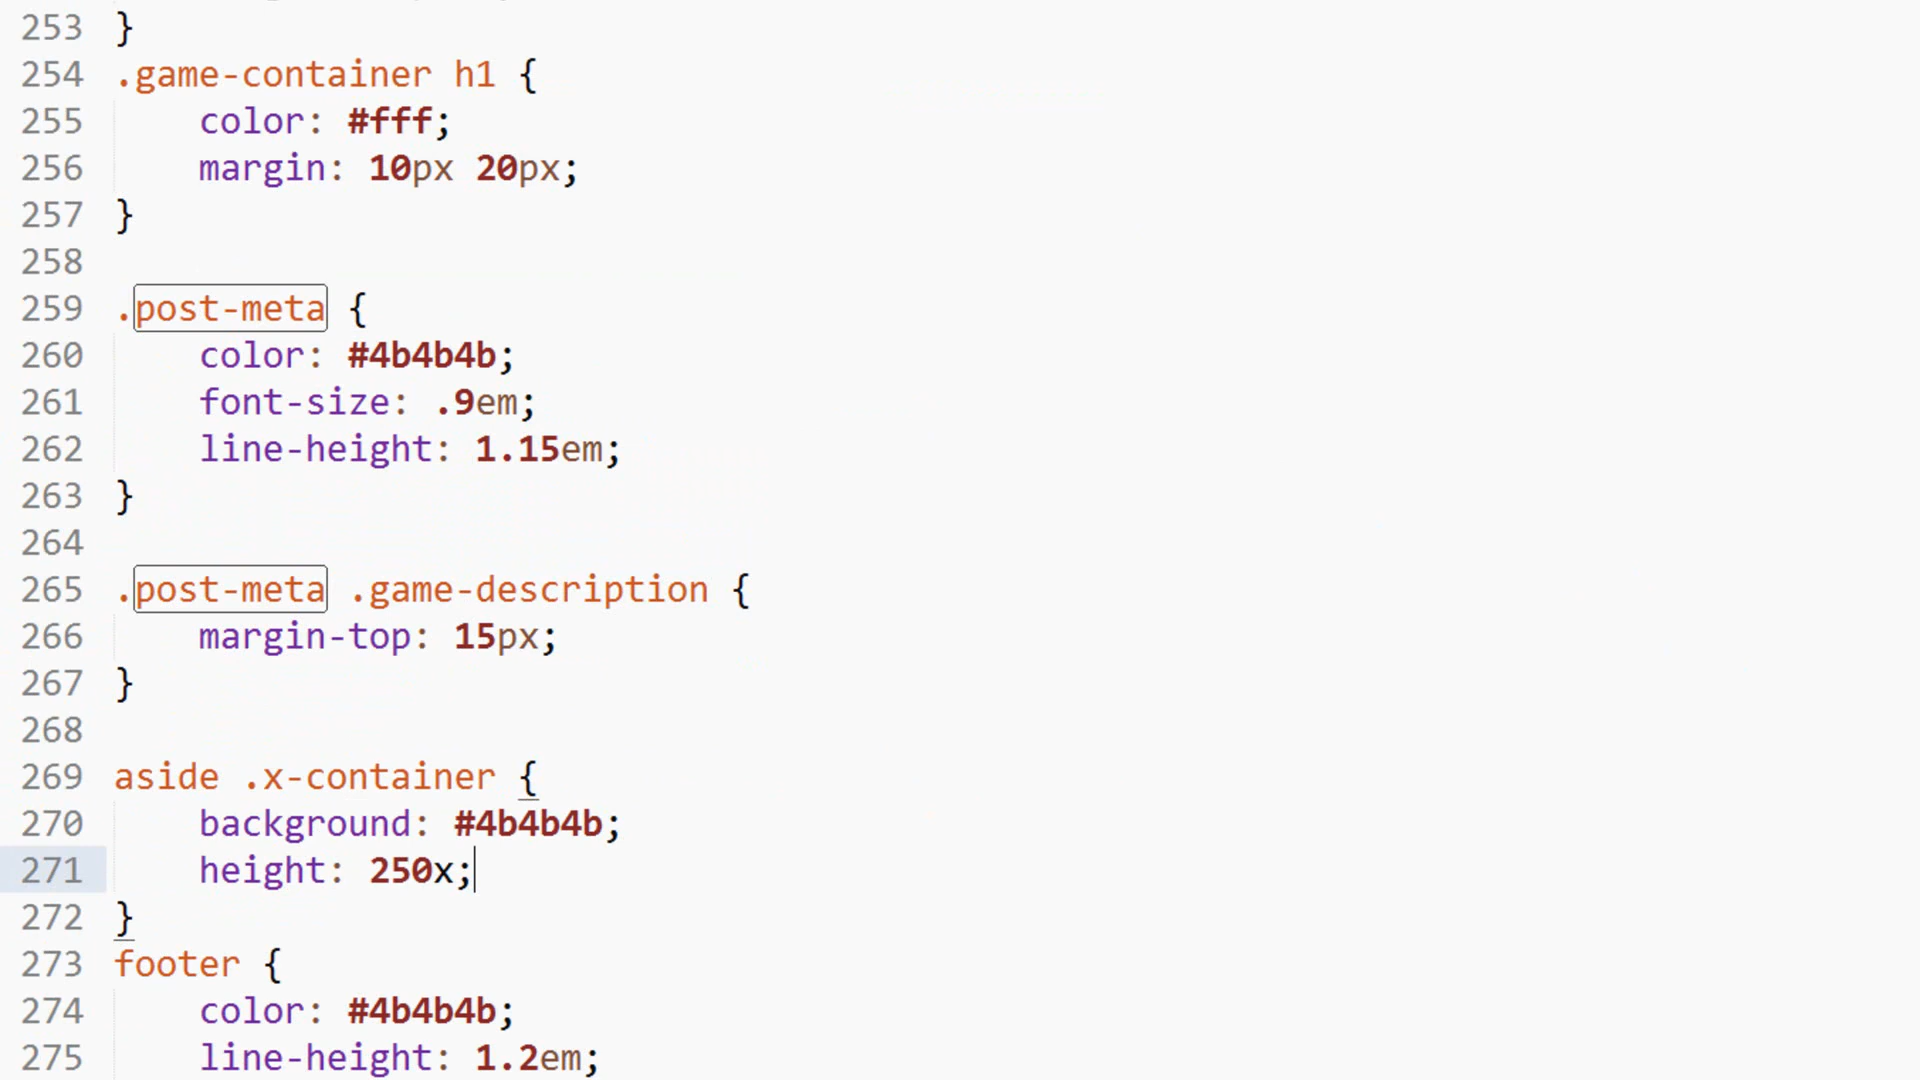 253 }
254 .game-container h1 {
255 color: #fff;
256 margin: 10px 20px;
257 }
258
259 .post-meta {
260 color: #4b4b4b;
261 font-size: .9em;
262 line-height: 1.15em;
263 }
264
265 .post-meta .game-description {
266 margin-top: 15px;
267 }
268
269 aside .x-container {
270 background: #4b4b4b;
271 height: 250x;
272 }
273 footer {
274 color: #4b4b4b;
275 line-height: 1.2em;